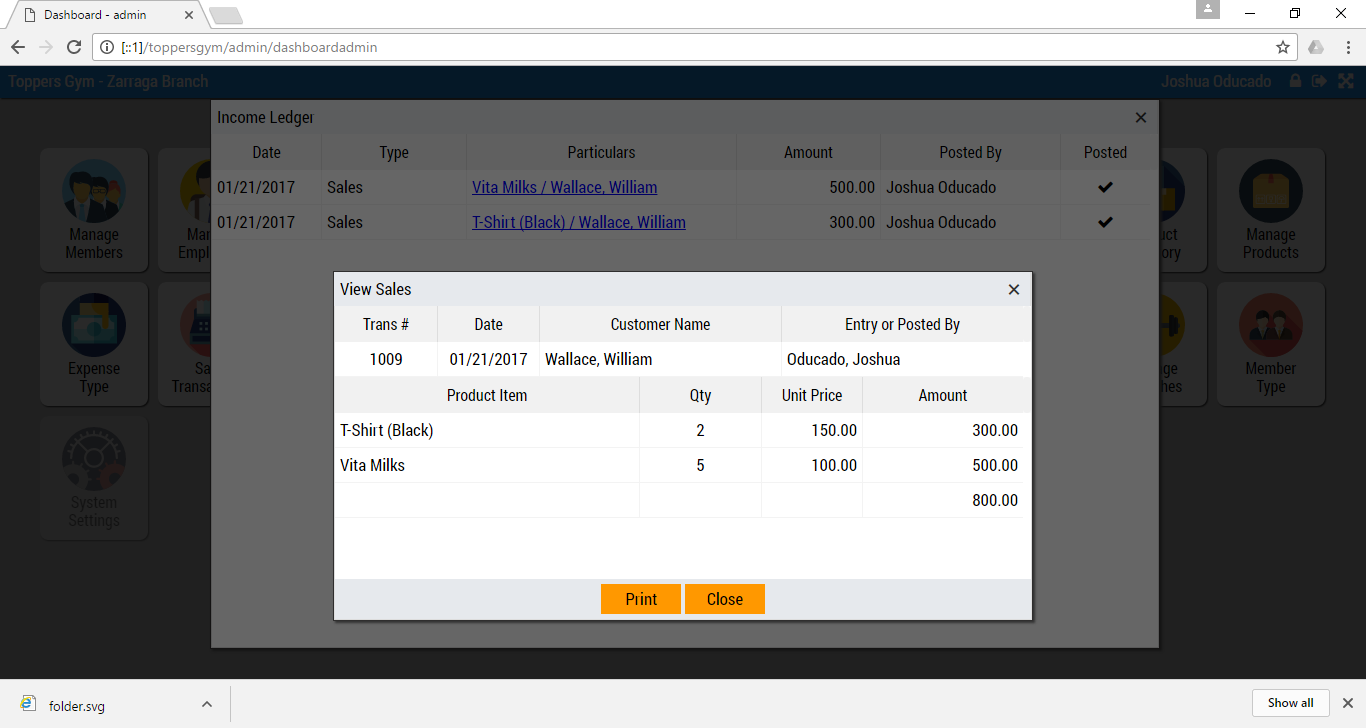 Dashboard - admin
[::1]/toppersgym/admin/dashboardadmin
Toppers Gym - Zarraga Branch
Joshua Oducado
Income Ledger
Date Type Particulars Amount Posted By Posted
01/21/2017 Sales Vita Milks / Wallace, William 500.00 Joshua Oducado
01/21/2017 Sales T-Shirt (Black) / Wallace, William 300.00 Joshua Oducado
Manage
Members
Manage
Products
Expense
Type
Member
Type
System
Settings
View Sales
Trans # Date Customer Name Entry or Posted By
1009 01/21/2017 Wallace, William Oducado, Joshua
Product Item Qty Unit Price Amount
T-Shirt (Black) 2 150.00 300.00
Vita Milks 5 100.00 500.00
800.00
Print Close
folder.svg
Show all